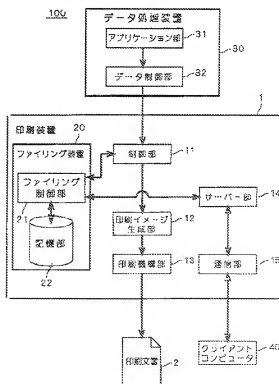 100
データ処理装置
アプリケーション部
31
データ制御部
32
30
1
印刷装置
20
ファイリング装置
ファイリング
制御部
21
記憶部
22
制御部
11
印刷イメージ
生成部
12
印刷機構部
13
サーバー部
14
通信部
15
印刷文書
2
クライアント
コンピュータ
40